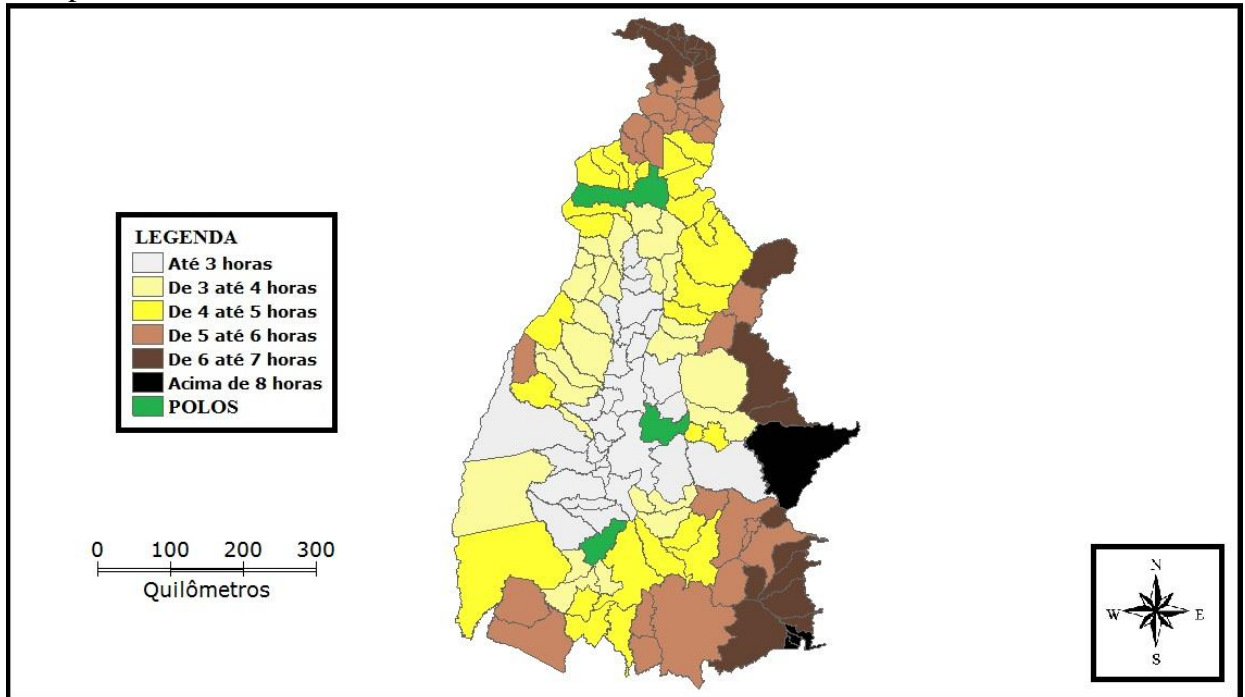 LEGENDA
Até 3 horas
De 3 até 4 horas
De 4 até 5 horas
De 5 até 6 horas
De 6 até 7 horas
Acima de 8 horas
POLOS
0 100 200 300
Quilômetros
N
W E
S